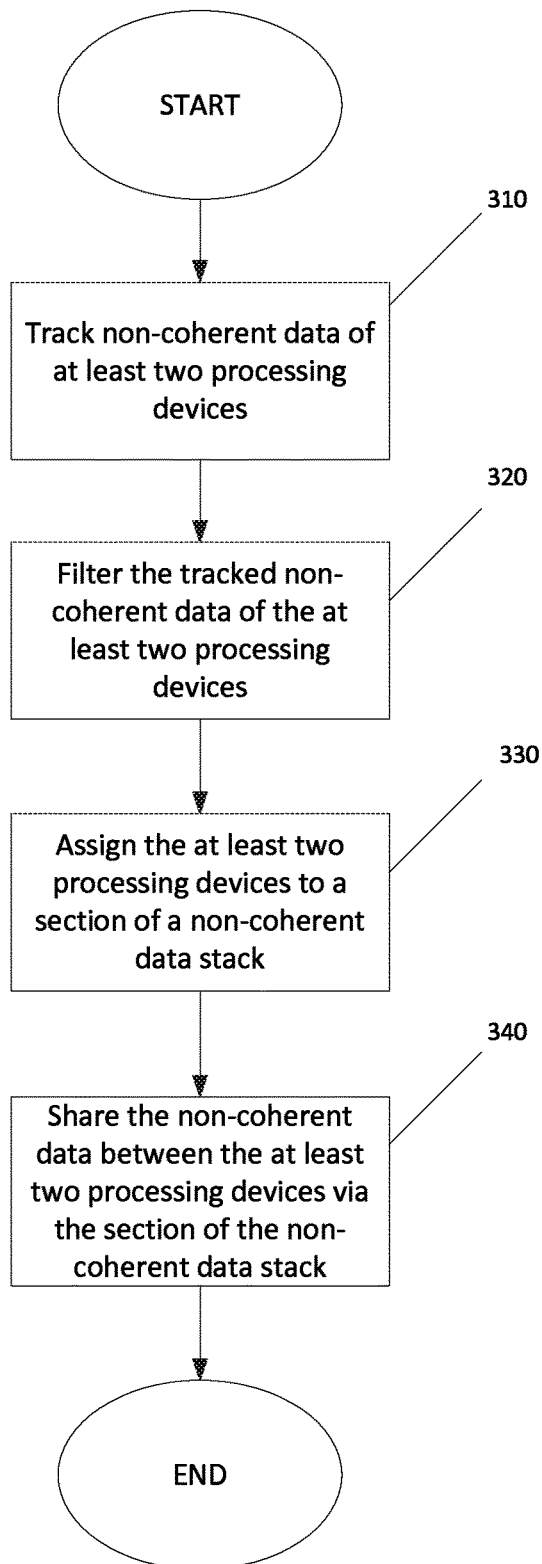 START
310
Track non-coherent data of
at least two processing
devices
320
Filter the tracked non-
coherent data of the at
least two processing
devices
330
Assign the at least two
processing devices to a
section of a non-coherent
data stack
340
Share the non-coherent
data between the at least
two processing devices via
the section of the non-
coherent data stack
END